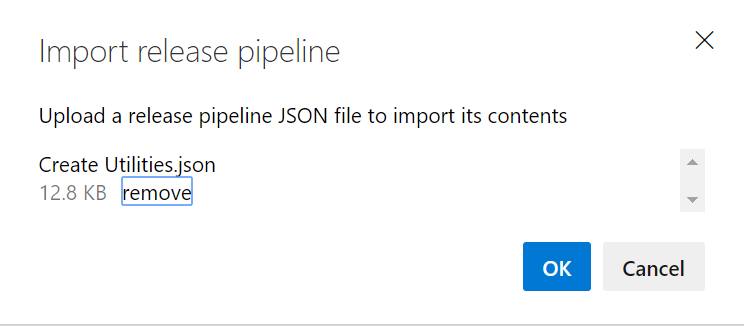 Import release pipeline
Upload a release pipeline JSON file to import its contents
Create Utilities.json
12.8 KB remove
OK Cancel